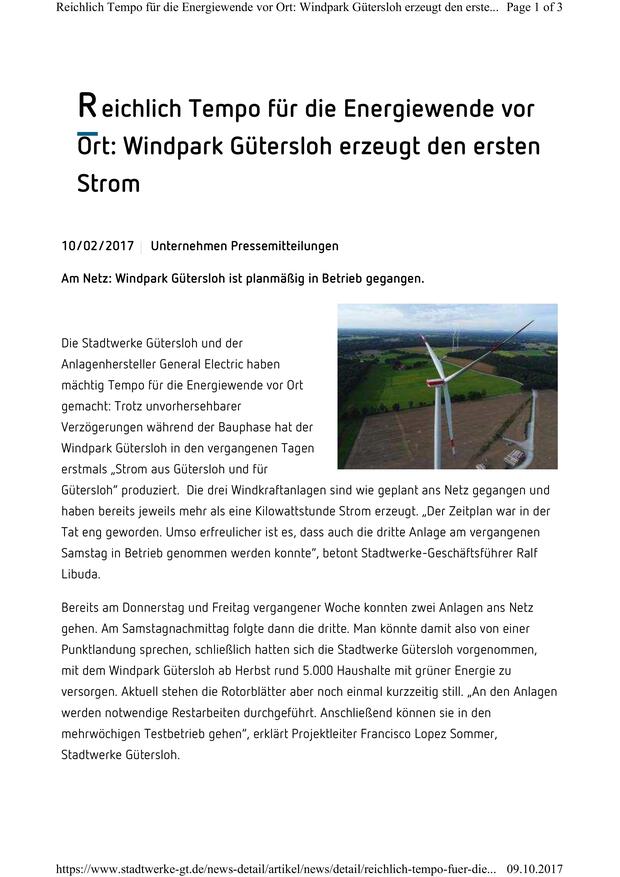 Reichlich Tempo für die Energiewende vor Ort: Windpark Gütersloh erzeugt den erste... Page 1 of 3
Reichlich Tempo für die Energiewende vor
Ort: Windpark Gütersloh erzeugt den ersten
Strom
10/02/2017 | Unternehmen Pressemitteilungen
Am Netz: Windpark Gütersloh ist planmäßig in Betrieb gegangen.
Die Stadtwerke Gütersloh und der
Anlagenhersteller General Electric haben
mächtig Tempo für die Energiewende vor Ort
gemacht: Trotz unvorhersehbarer
Verzögerungen während der Bauphase hat der
Windpark Gütersloh in den vergangenen Tagen
erstmals „Strom aus Gütersloh und für
Gütersloh“ produziert. Die drei Windkraftanlagen sind wie geplant ans Netz gegangen und
haben bereits jeweils mehr als eine Kilowattstunde Strom erzeugt. „Der Zeitplan war in der
Tat eng geworden. Umso erfreulicher ist es, dass auch die dritte Anlage am vergangenen
Samstag in Betrieb genommen werden konnte“, betont Stadtwerke-Geschäftsführer Ralf
Libuda.
Bereits am Donnerstag und Freitag vergangener Woche konnten zwei Anlagen ans Netz
gehen. Am Samstagnachmittag folgte dann die dritte. Man könnte damit also von einer
Punktlandung sprechen, schließlich hatten sich die Stadtwerke Gütersloh vorgenommen,
mit dem Windpark Gütersloh ab Herbst rund 5.000 Haushalte mit grüner Energie zu
versorgen. Aktuell stehen die Rotorblätter aber noch einmal kurzzeitig still. „An den Anlagen
werden notwendige Restarbeiten durchgeführt. Anschließend können sie in den
mehrwöchigen Testbetrieb gehen“, erklärt Projektleiter Francisco Lopez Sommer,
Stadtwerke Gütersloh.
https://www.stadtwerke-gt.de/news-detail/artikel/news/detail/reichlich-tempo-fuer-die... 09.10.2017